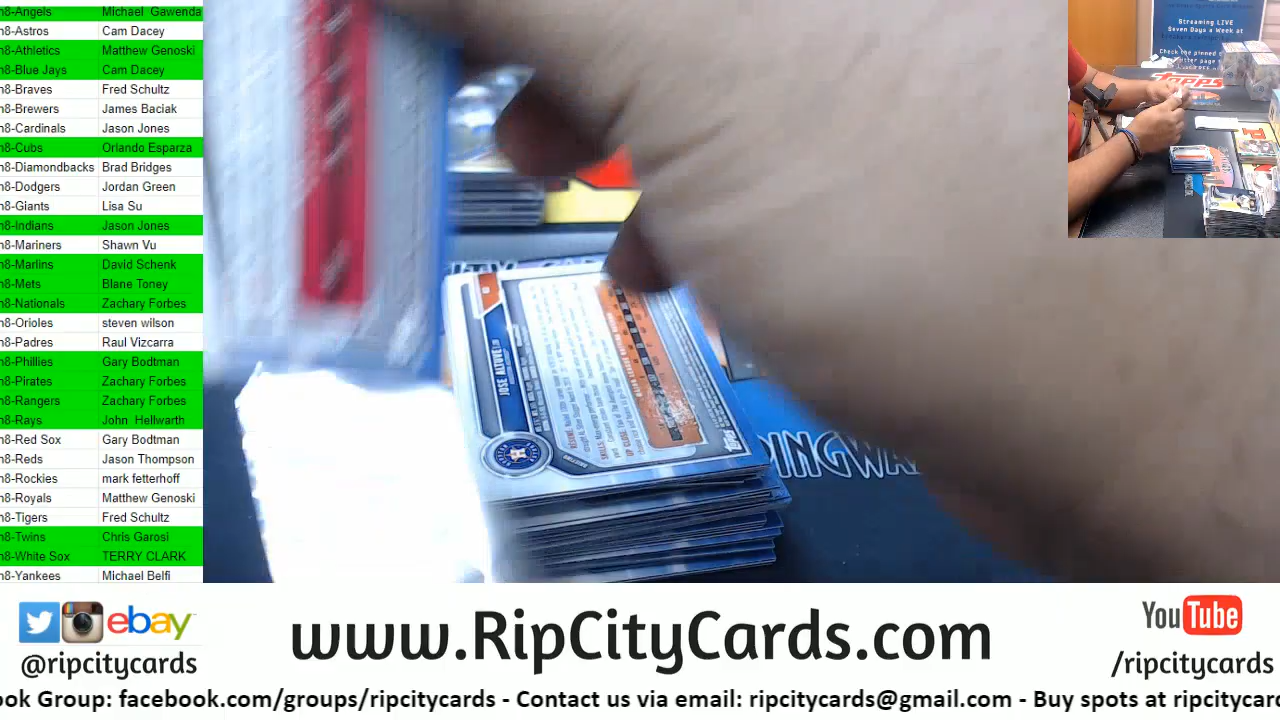 n8-Angels Michael Gawenda
n8-Astros Cam Dacey
n8-Athletics Matthew Genoski
n8-Blue Jays Cam Dacey
n8-Braves Fred Schultz
n8-Brewers James Baciak
n8-Cardinals Jason Jones
n8-Cubs Orlando Esparza
n8-Diamondbacks Brad Bridges
n8-Dodgers Jordan Green
n8-Giants Lisa Su
n8-Indians Jason Jones
n8-Mariners Shawn Vu
n8-Marlins David Schenk
n8-Mets Blane Toney
n8-Nationals Zachary Forbes
n8-Orioles steven wilson
n8-Padres Raul Vizcarra
n8-Phillies Gary Bodtman
n8-Pirates Zachary Forbes
n8-Rangers Zachary Forbes
n8-Rays John Hellwarth
n8-Red Sox Gary Bodtman
n8-Reds Jason Thompson
n8-Rockies mark fetterhoff
n8-Royals Matthew Genoski
n8-Tigers Fred Schultz
n8-Twins Chris Garosi
n8-White Sox TERRY CLARK
n8-Yankees Michael Belfi
Streaming LIVE
Seven Days a Week at
Check the pinned
topps
JOSE ALTUVE
topps
ebay
@ripcitycards
www.RipCityCards.com
YouTube
/ripcitycards
ook Group: facebook.com/groups/ripcitycards - Contact us via email: ripcitycards@gmail.com - Buy spots at ripcitycar